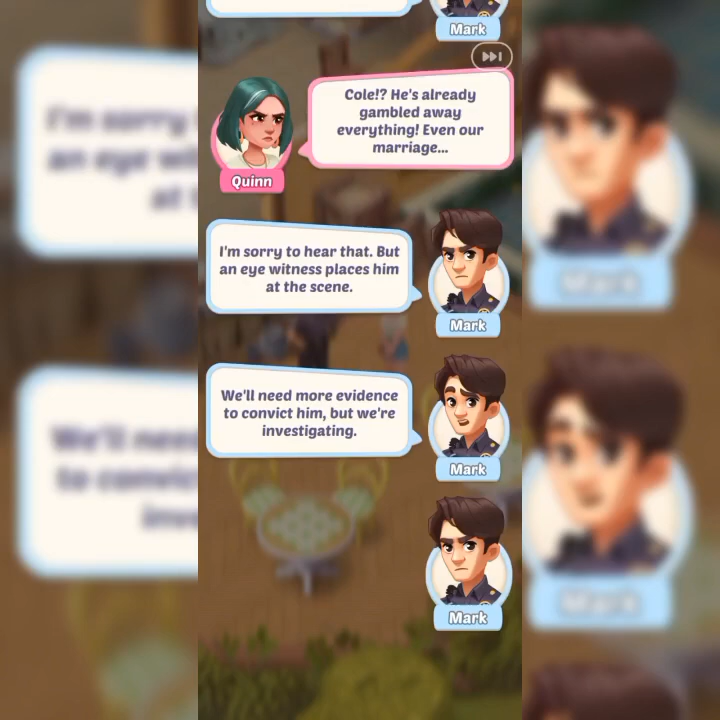 Mark
Cole!? He's already
gambled away
everything! Even our
marriage...
Quinn
I'm sorry to hear that. But
an eye witness places him
at the scene.
Mark
We'll need more evidence
to convict him, but we're
investigating.
Mark
Mark